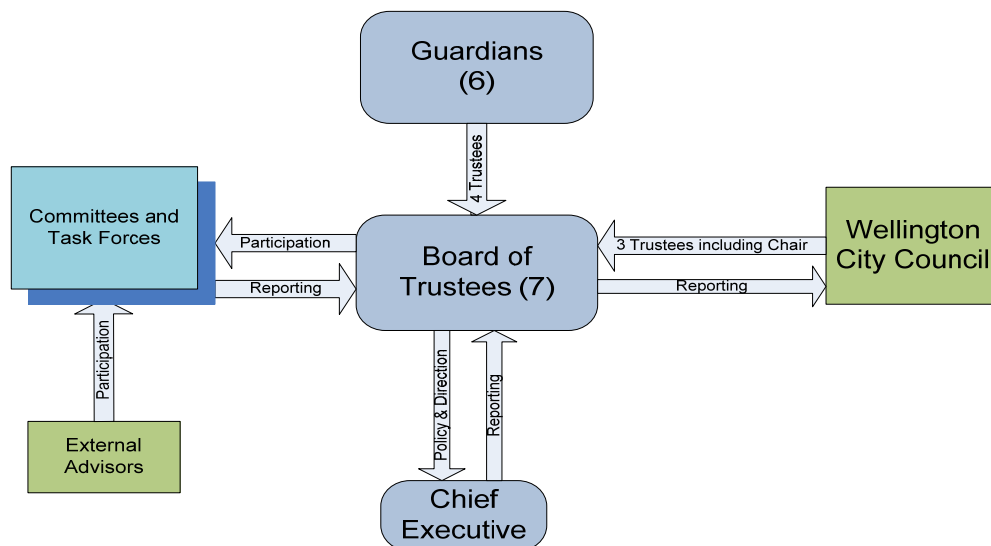 Guardians
(6)
4 Trustees
Committees and
Task Forces
Participation
Reporting
Board of
Trustees (7)
3 Trustees including Chair
Reporting
Wellington
City Council
Participation
External
Advisors
Policy & Direction
Reporting
Chief
Executive